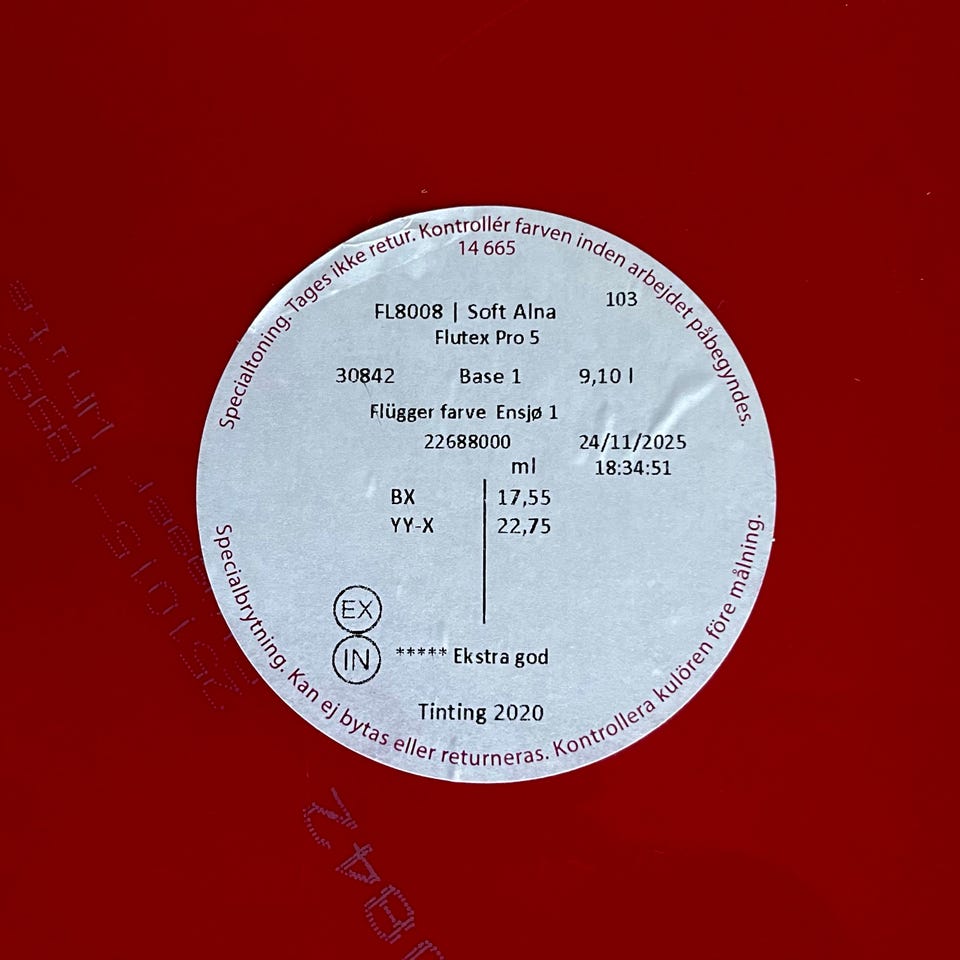 Specialtoning. Tages ikke retur. Kontrollér farven inden arbejdet påbegyndes.
14 665
103
FL8008 | Soft Alna
Flutex Pro 5
30842 Base 1 9,10 l
Flügger farve Ensjø 1
22688000 24/11/2025
ml 18:34:51
BX 17,55
YY-X 22,75
EX
IN ***** Ekstra god
Tinting 2020
Specialbrytning. Kan ej bytas eller returneras. Kontrollera kulören före målning.